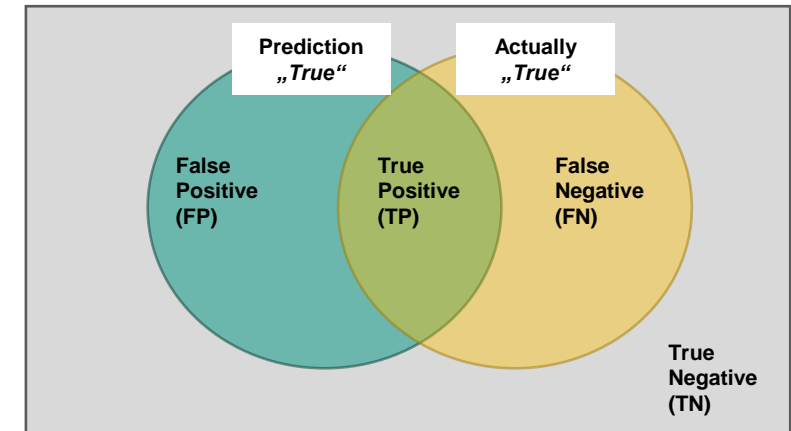 Prediction
„True“
Actually
„True“
False
Positive
(FP)
True
Positive
(TP)
False
Negative
(FN)
True
Negative
(TN)